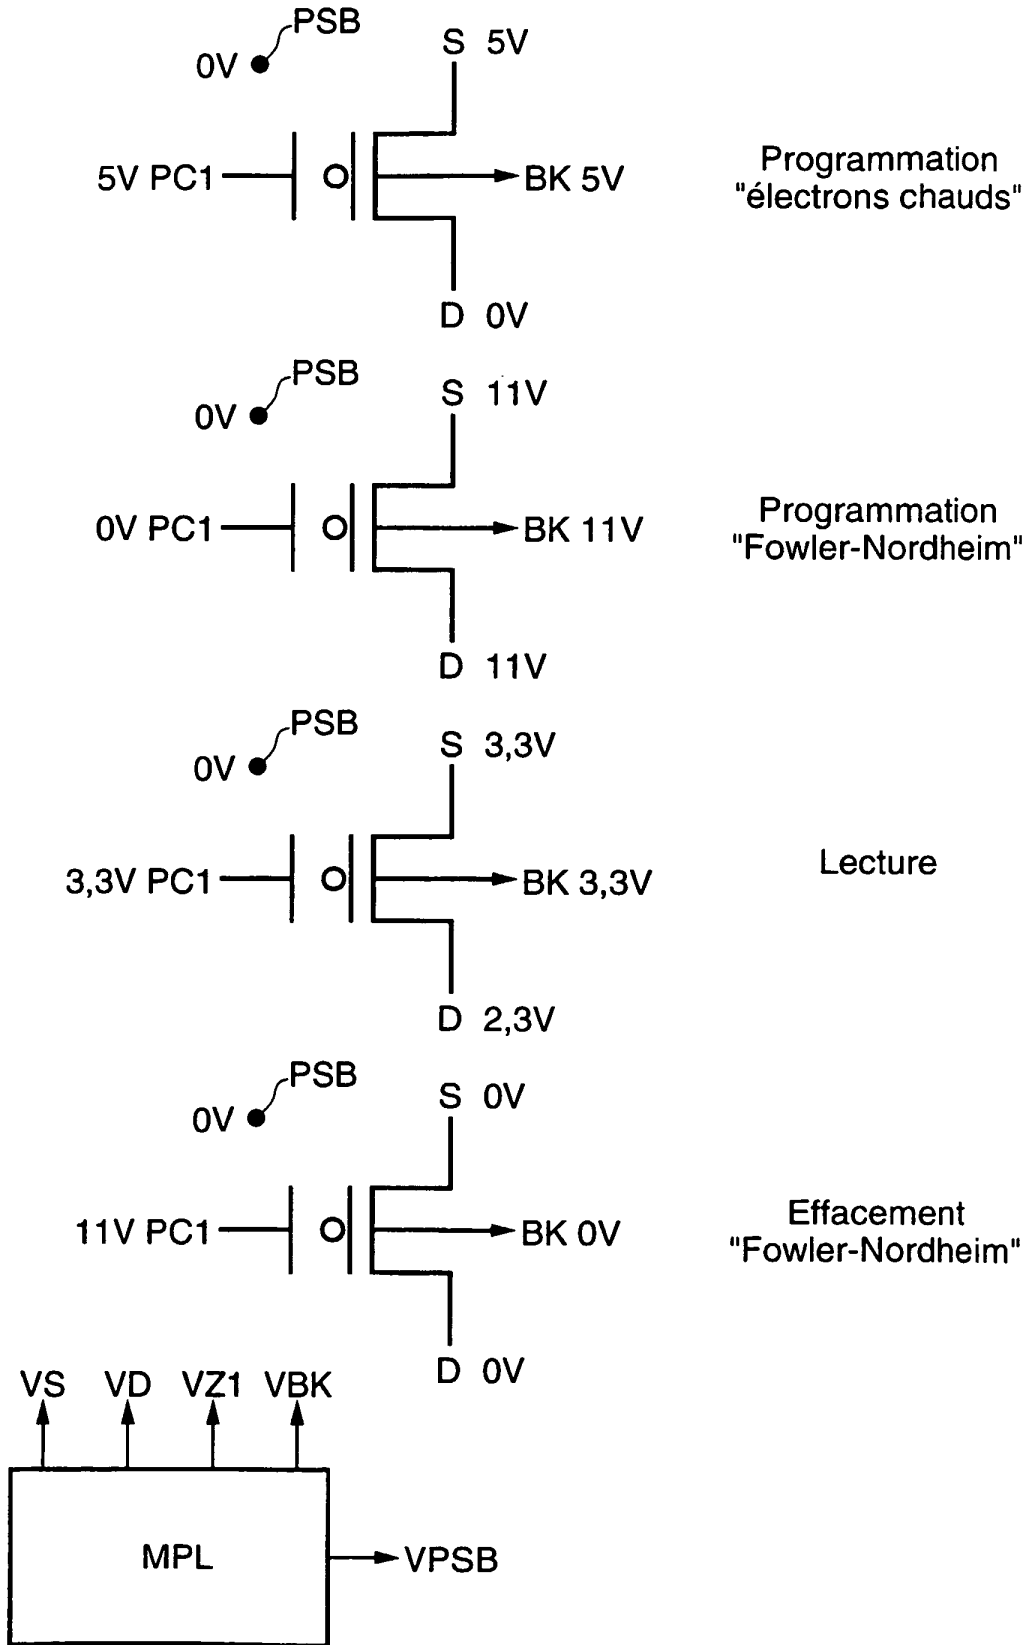 PSB
S 5V
0V
5V PC1
BK 5V
Programmation
"électrons chauds"
D 0V
PSB
S 11V
0V
0V PC1
BK 11V
Programmation
"Fowler-Nordheim"
D 11V
PSB
S 3,3V
0V
3,3V PC1
BK 3,3V
Lecture
D 2,3V
PSB
S 0V
0V
11V PC1
BK 0V
Effacement
"Fowler-Nordheim"
D 0V
VS VD VZ1 VBK
MPL
VPSB